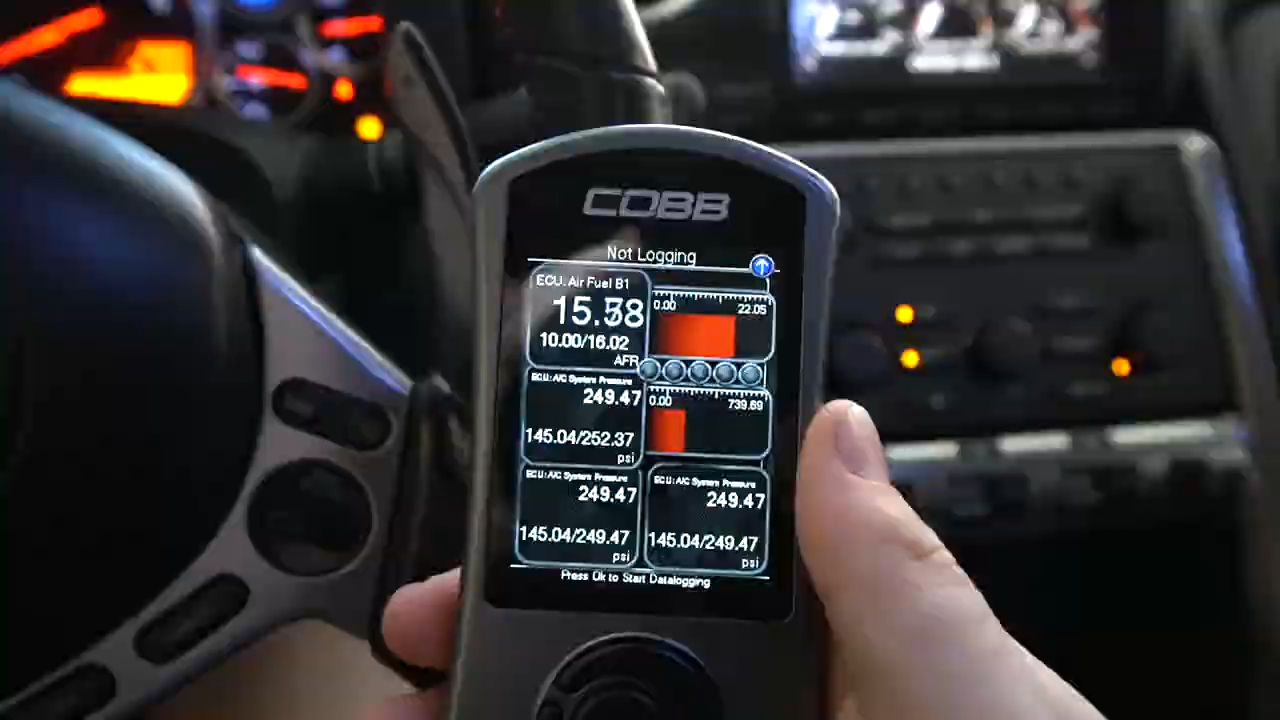 COBB
Not Logging
ECU: Air Fuel B1
10.00/16.02
AFR
0.00 22.05
ECU: A/C System Pressure
249.47
145.04/252.37
psi
0.00 739.69
ECU: A/C System Pressure
249.47
145.04/249.47
psi
ECU: A/C System Pressure
249.47
145.04/249.47
psi
Press Ok to Start Datalogging